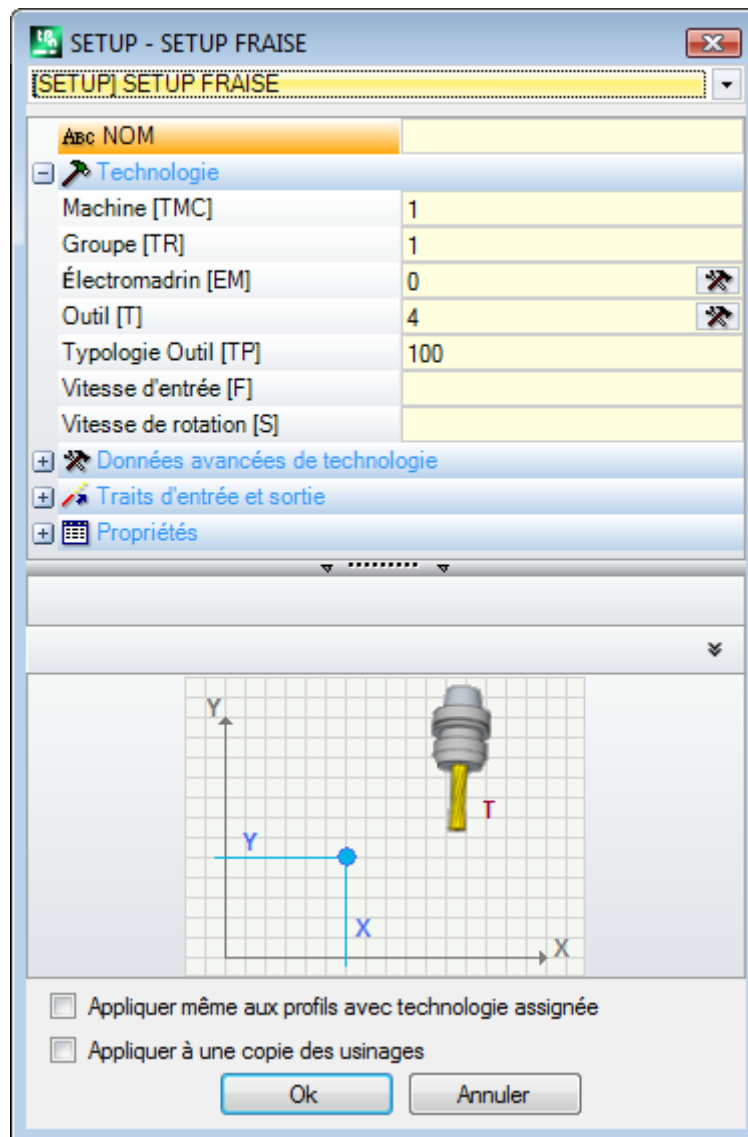 SETUP - SETUP FRAISE
[SETUP] SETUP FRAISE
ABC NOM
Technologie
Machine [TMC] 1
Groupe [TR] 1
Électromadrin [EM] 0
Outil [T] 4
Typologie Outil [TP] 100
Vitesse d'entrée [F]
Vitesse de rotation [S]
Données avancées de technologie
Traits d'entrée et sortie
Propriétés
Y
T
Y
X
X
Appliquer même aux profils avec technologie assignée
Appliquer à une copie des usinages
Ok Annuler